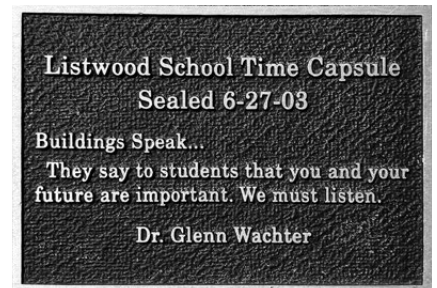 Listwood School Time Capsule
Sealed 6-27-03
Buildings Speak...
They say to students that you and your
future are important. We must listen.
Dr. Glenn Wachter